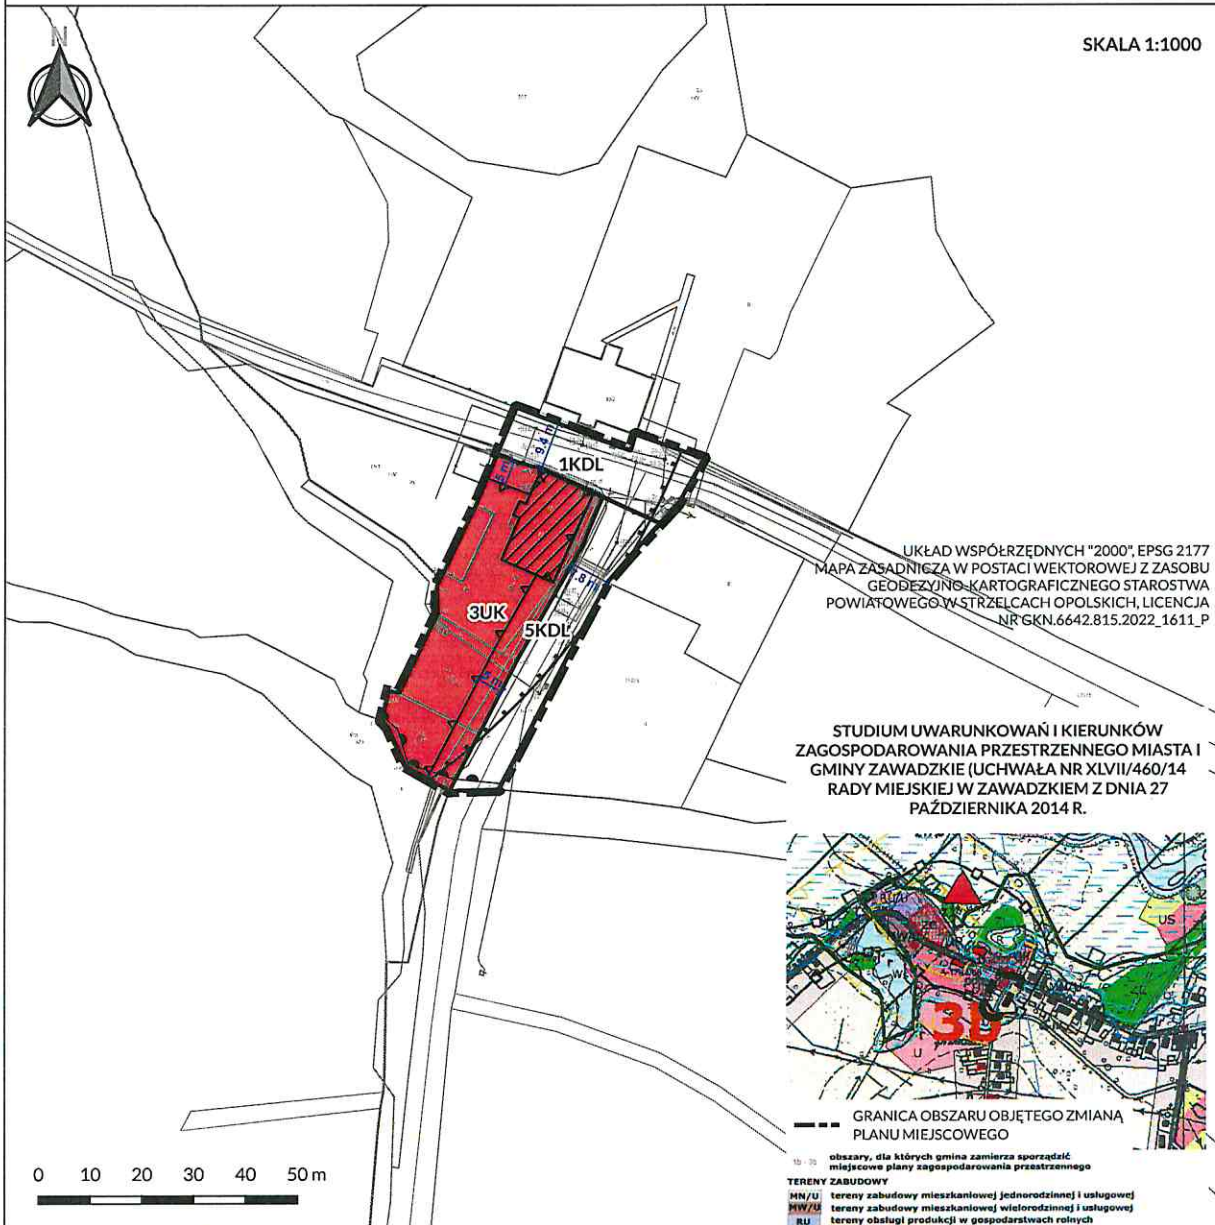 N
SKALA 1:1000
9.4 m
1KDL
5 m
UKŁAD WSPÓŁRZĘDNYCH "2000", EPSG 2177
MAPA ZASADNICZA W POSTACI WEKTOROWEJ Z ZASOBU
GEODEZYJNO-KARTOGRAFICZNEGO STAROSTWA
POWIATOWEGO W STRZELCACH OPOLSKICH, LICENCJA
NR GKN.6642.815.2022_1611_P
3UK
5KDL
5 m
STUDIUM UWARUNKOWAŃ I KIERUNKÓW
ZAGOSPODAROWANIA PRZESTRZENNEGO MIASTA I
GMINY ZAWADZKIE (UCHWAŁA NR XLVII/460/14
RADY MIEJSKIEJ W ZAWADZKIEM Z DNIA 27
PAŹDZIERNIKA 2014 R.
US
U
GRANICA OBSZARU OBJĘTEGO ZMIANĄ
PLANU MIEJSCOWEGO
obszary, dla których gmina zamierza sporządzić
miejscowe plany zagospodarowania przestrzennego
TERENY ZABUDOWY
MN/U tereny zabudowy mieszkaniowej jednorodzinnej i usługowej
MW/U tereny zabudowy mieszkaniowej wielorodzinnej i usługowej
RU tereny obsługi produkcji w gospodarstwach rolnych
0 10 20 30 40 50 m